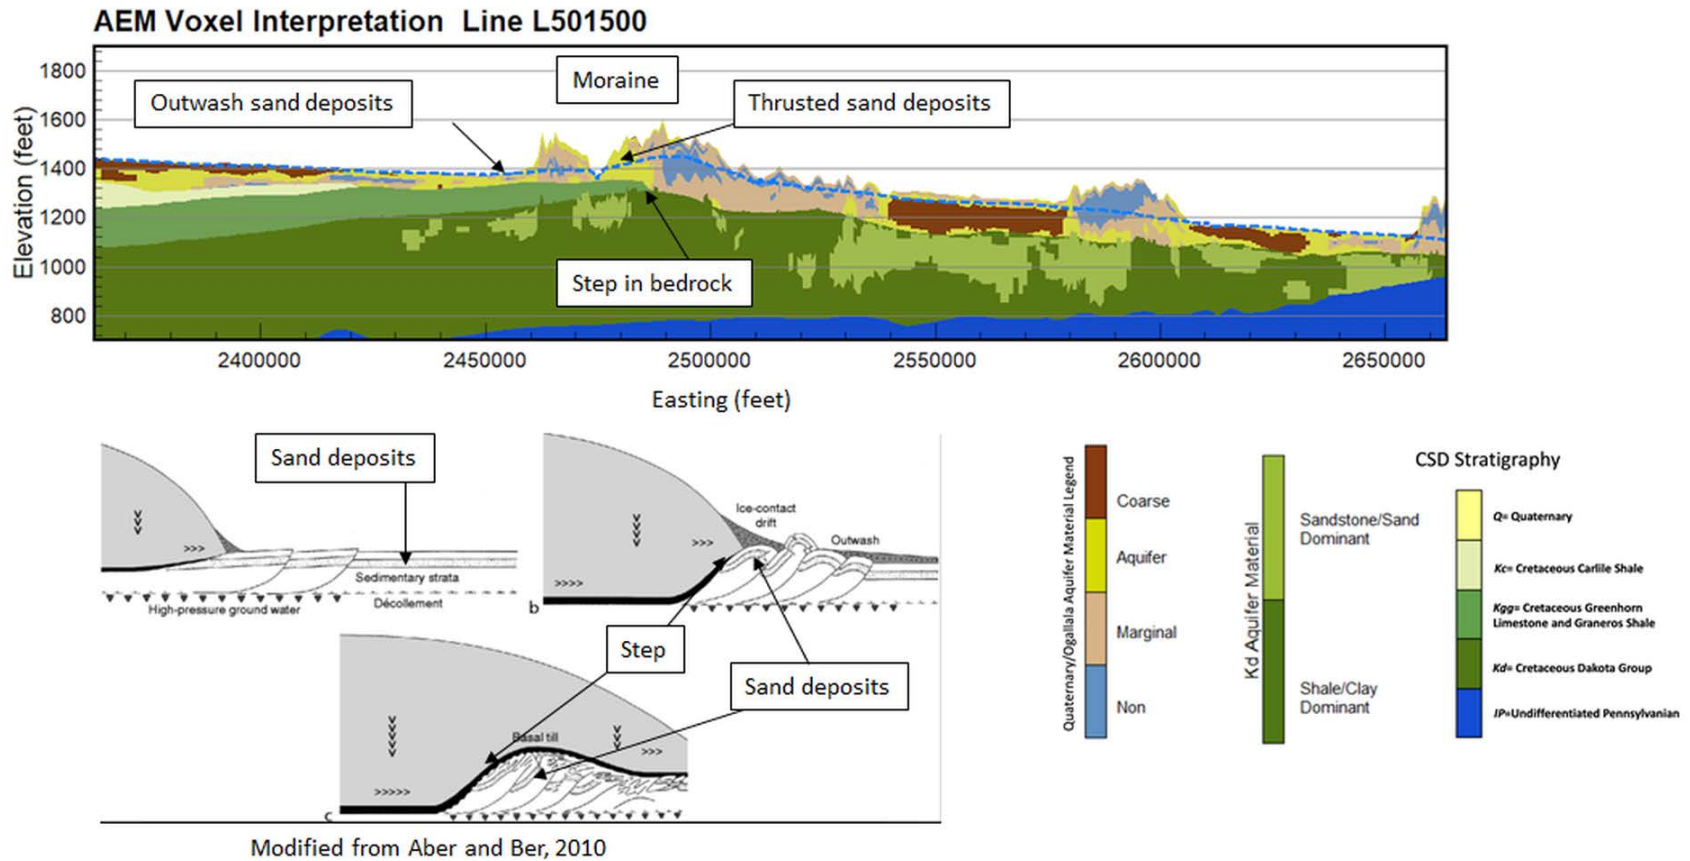 AEM Voxel Interpretation Line L501500
Elevation (feet)
1800
1600
1400
1200
1000
800
Outwash sand deposits
Moraine
Thrusted sand deposits
Step in bedrock
2400000
2450000
2500000
2550000
2600000
2650000
Easting (feet)
Sand deposits
>>>>
>>>
Sedimentary strata
High-pressure ground water
Décollement
>>>>
>>>
>>>>
Ice-contact
drift
Outwash
b
Step
Sand deposits
Basal till
>>>>>
>>>
>>>
>>>>>
c
Modified from Aber and Ber, 2010
Quaternary/Ogallala Aquifer Material Legend
Coarse
Aquifer
Marginal
Non
Kd Aquifer Material
Sandstone/Sand
Dominant
Shale/Clay
Dominant
CSD Stratigraphy
Q= Quaternary
Kc= Cretaceous Carlile Shale
Kgg= Cretaceous Greenhorn
Limestone and Graneros Shale
Kd= Cretaceous Dakota Group
IP=Undifferentiated Pennsylvanian